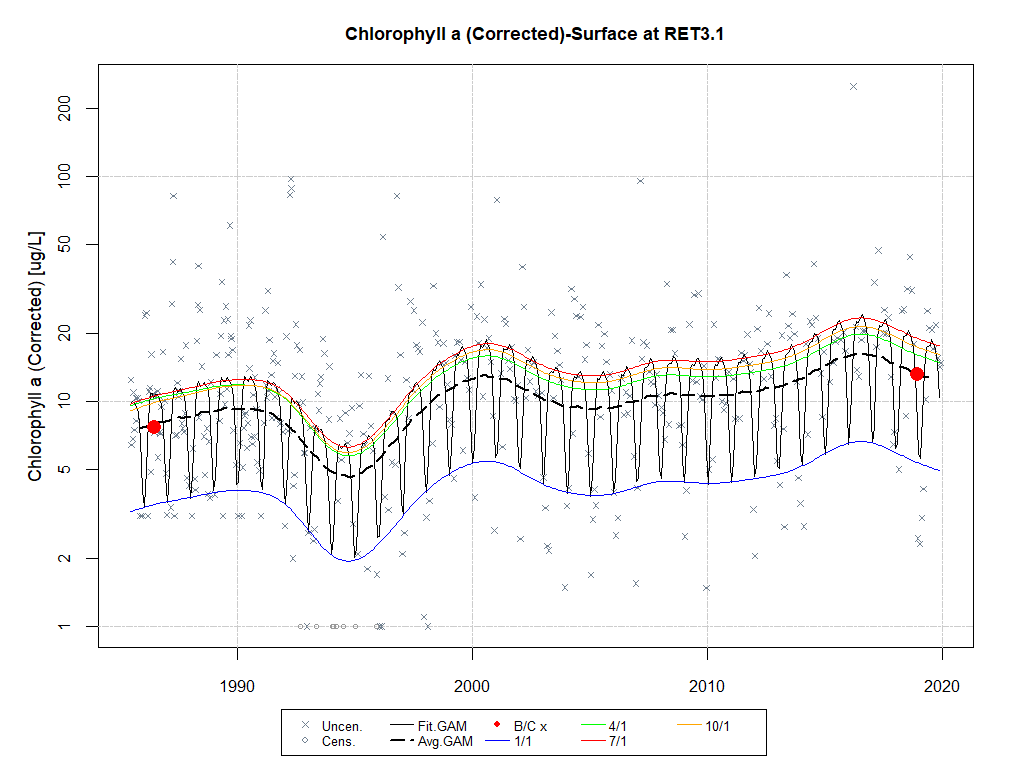 Chlorophyll a (Corrected)-Surface at RET3.1
Chlorophyll a (Corrected) [ug/L]
200
100
50
20
10
5
2
1
1990 2000 2010 2020
Uncen. Fit.GAM B/C x 4/1 10/1
Cens. Avg.GAM 1/1 7/1